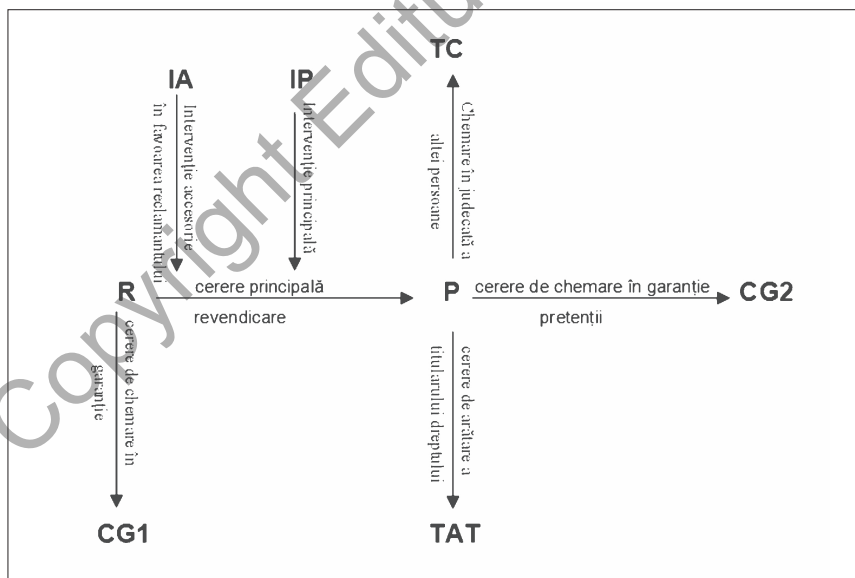 TC
IA
IP
Intervenție accesorie
în favoarea reclamantului
Intervenție principală
Chemare în judecată a
altei persoane
R
cerere principală
revendicare
P
cerere de chemare în garanție
pretenții
CG2
cerere de chemare în
garanție
cerere de arătare a
titularului dreptului
CG1
TAT
Copyright Editu